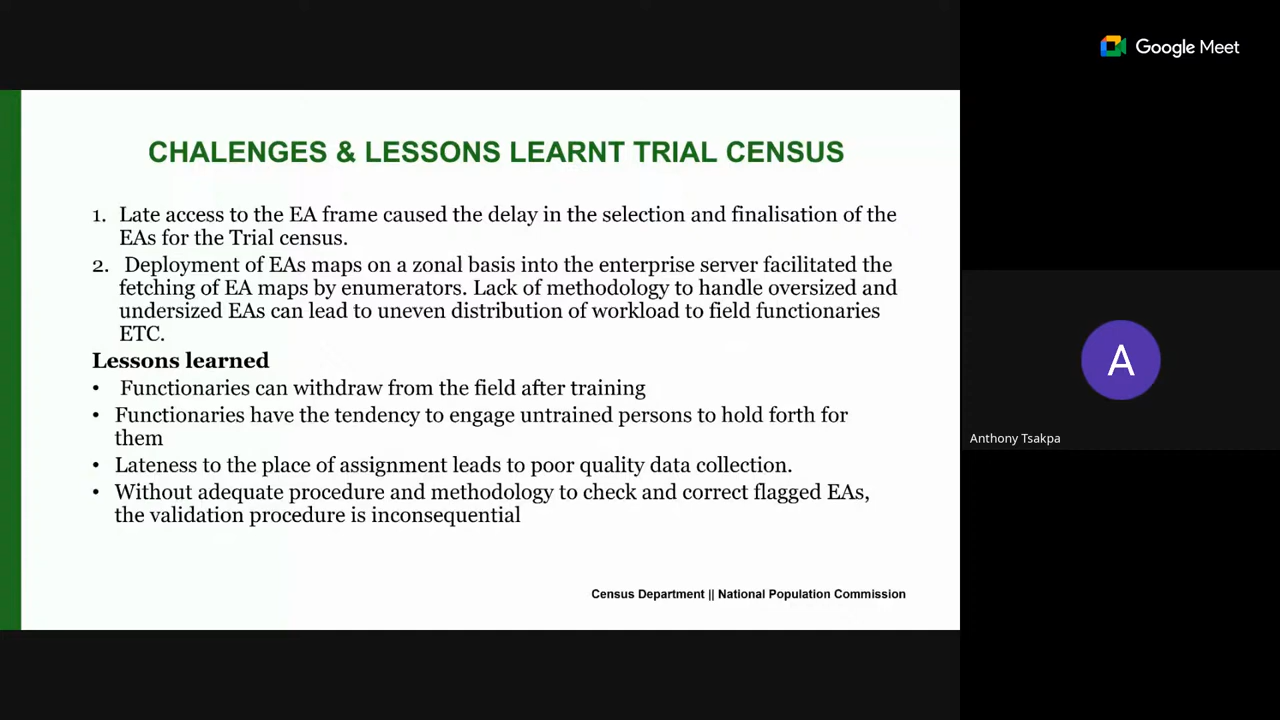 Google Meet
CHALENGES & LESSONS LEARNT TRIAL CENSUS
1. Late access to the EA frame caused the delay in the selection and finalisation of the
EAs for the Trial census.
2. Deployment of EAs maps on a zonal basis into the enterprise server facilitated the
fetching of EA maps by enumerators. Lack of methodology to handle oversized and
undersized EAs can lead to uneven distribution of workload to field functionaries
ETC.
Lessons learned
• Functionaries can withdraw from the field after training
• Functionaries have the tendency to engage untrained persons to hold forth for
them
• Lateness to the place of assignment leads to poor quality data collection.
• Without adequate procedure and methodology to check and correct flagged EAs,
the validation procedure is inconsequential
Census Department || National Population Commission
A
Anthony Tsakpa